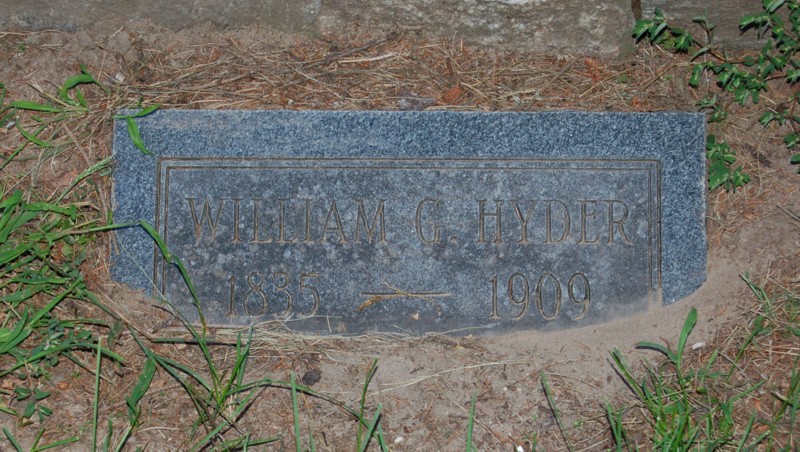 WILLIAM G. HYDER
1835 — 1909